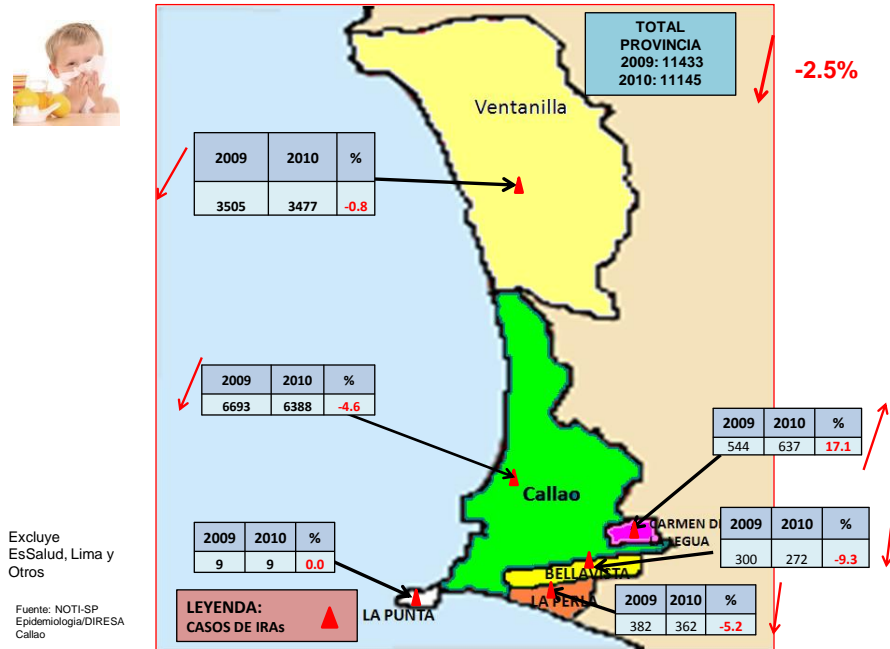 TOTAL
PROVINCIA
2009: 11433
2010: 11145
-2.5%
Ventanilla
2009 2010 %
3505 3477 -0.8
2009 2010 %
6693 6388 -4.6
2009 2010 %
544 637 17.1
Callao
CARMEN DE
LEGUA
2009 2010 %
300 272 -9.3
2009 2010 %
9 9 0.0
BELLAVISTA
LA PERLA
2009 2010 %
382 362 -5.2
LA PUNTA
LEYENDA:
CASOS DE IRAs
Excluye
EsSalud, Lima y
Otros
Fuente: NOTI-SP
Epidemiologia/DIRESA
Callao